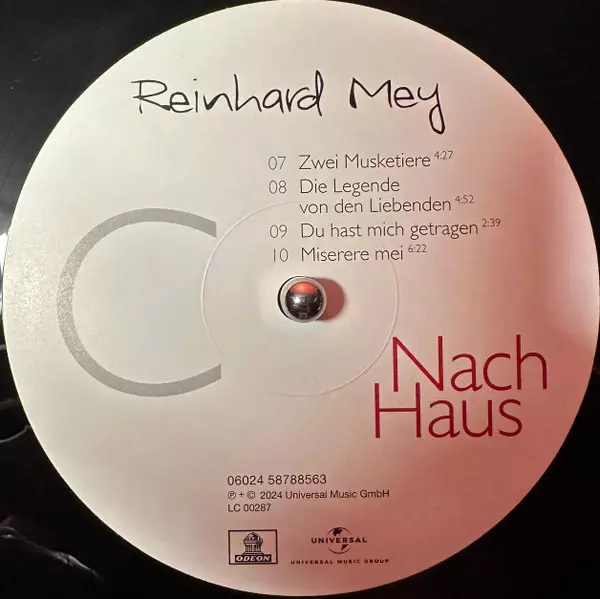 Reinhard Mey
07 Zwei Musketiere 4:27
08 Die Legende
von den Liebenden 4:52
09 Du hast mich getragen 2:39
10 Miserere mei 6:22
C
Nach
Haus
06024 58788563
℗ + © 2024 Universal Music GmbH
LC 00287
ODEON
UNIVERSAL
UNIVERSAL MUSIC GROUP